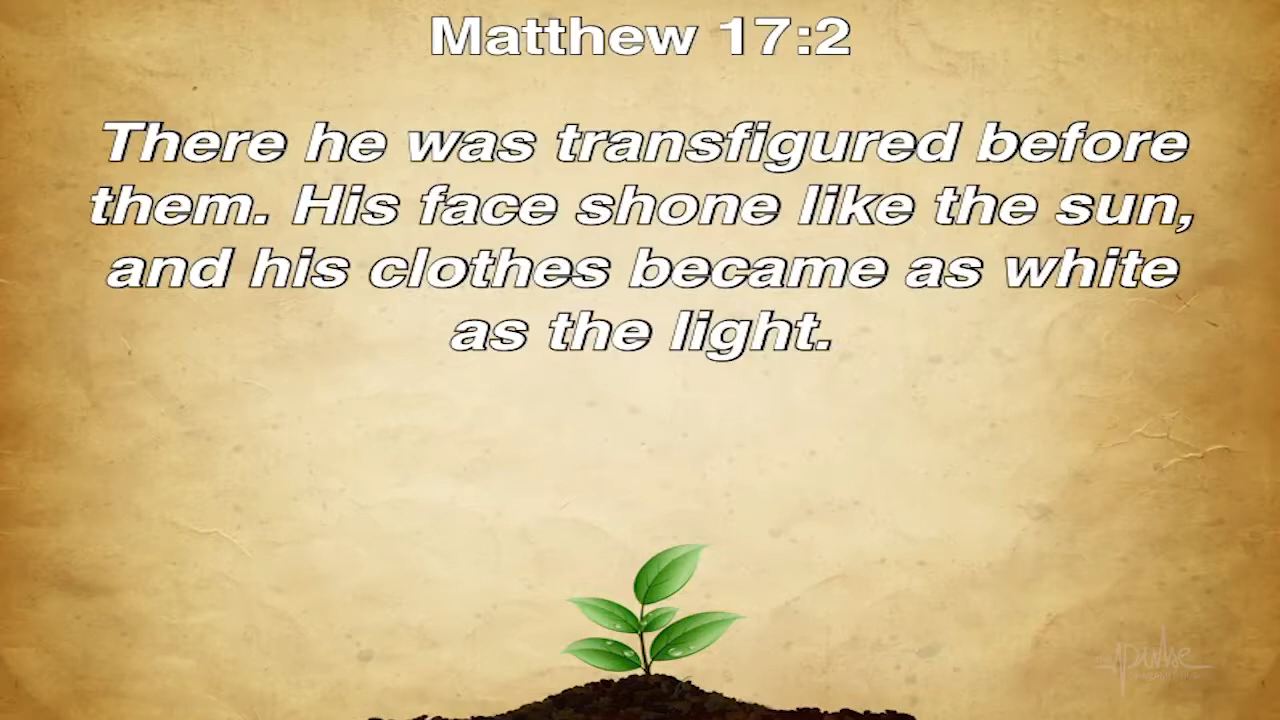 Matthew 17:2
There he was transfigured before
them. His face shone like the sun,
and his clothes became as white
as the light.
pulse